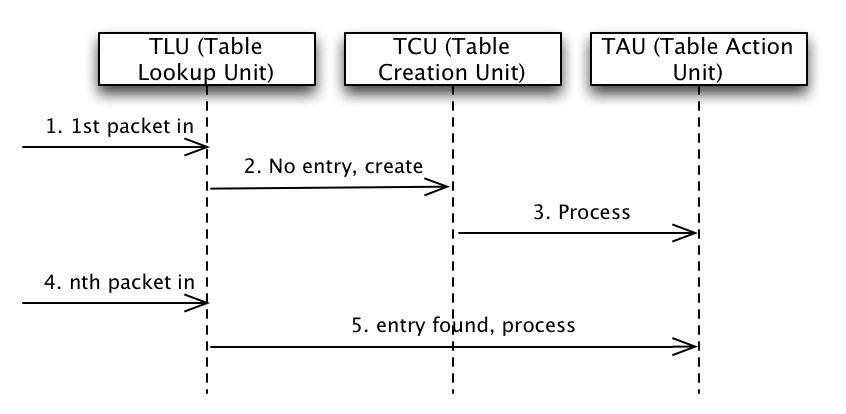 TLU (Table
Lookup Unit)
TCU (Table
Creation Unit)
TAU (Table Action
Unit)
1. 1st packet in
2. No entry, create
3. Process
4. nth packet in
5. entry found, process